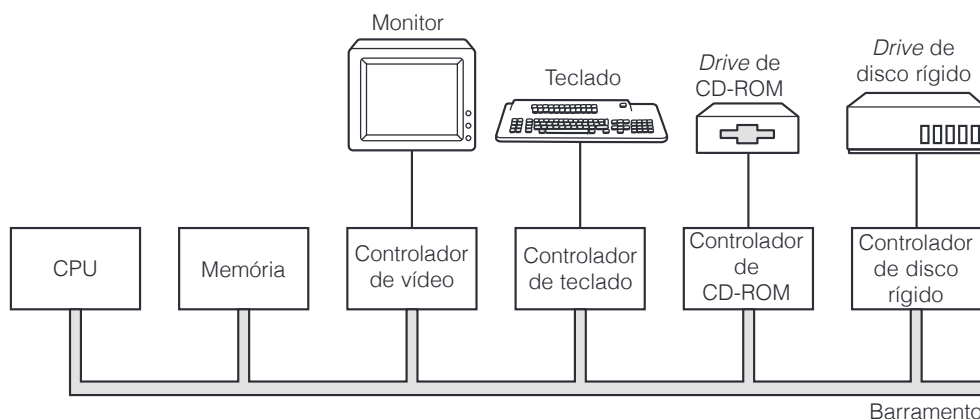 Monitor
Teclado
Drive de
CD-ROM
Drive de
disco rígido
CPU
Memória
Controlador
de vídeo
Controlador
de teclado
Controlador
de
CD-ROM
Controlador
de disco
rígido
Barramento